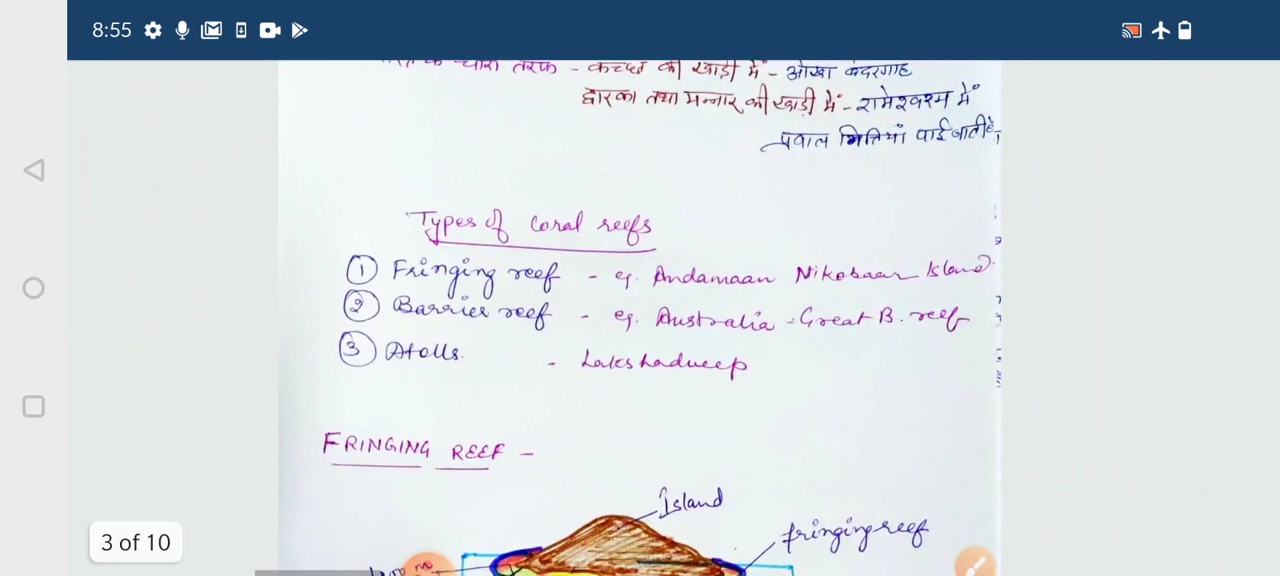 8:55
के चारो तरफ - कच्छ की खाड़ी में - ओखा बंदरगाह
द्वारका तथा मन्नार की खाड़ी में - रामेश्वरम में
प्रवाल भित्तियां पाई जाती है।
Types of Coral reefs
① Fringing reef - eg. Andamaan Nikobaar Island
② Barrier reef - eg. Australia - Great B. reef
③ Atolls. - Lakshadweep
FRINGING REEF -
Island
fringing reef
3 of 10